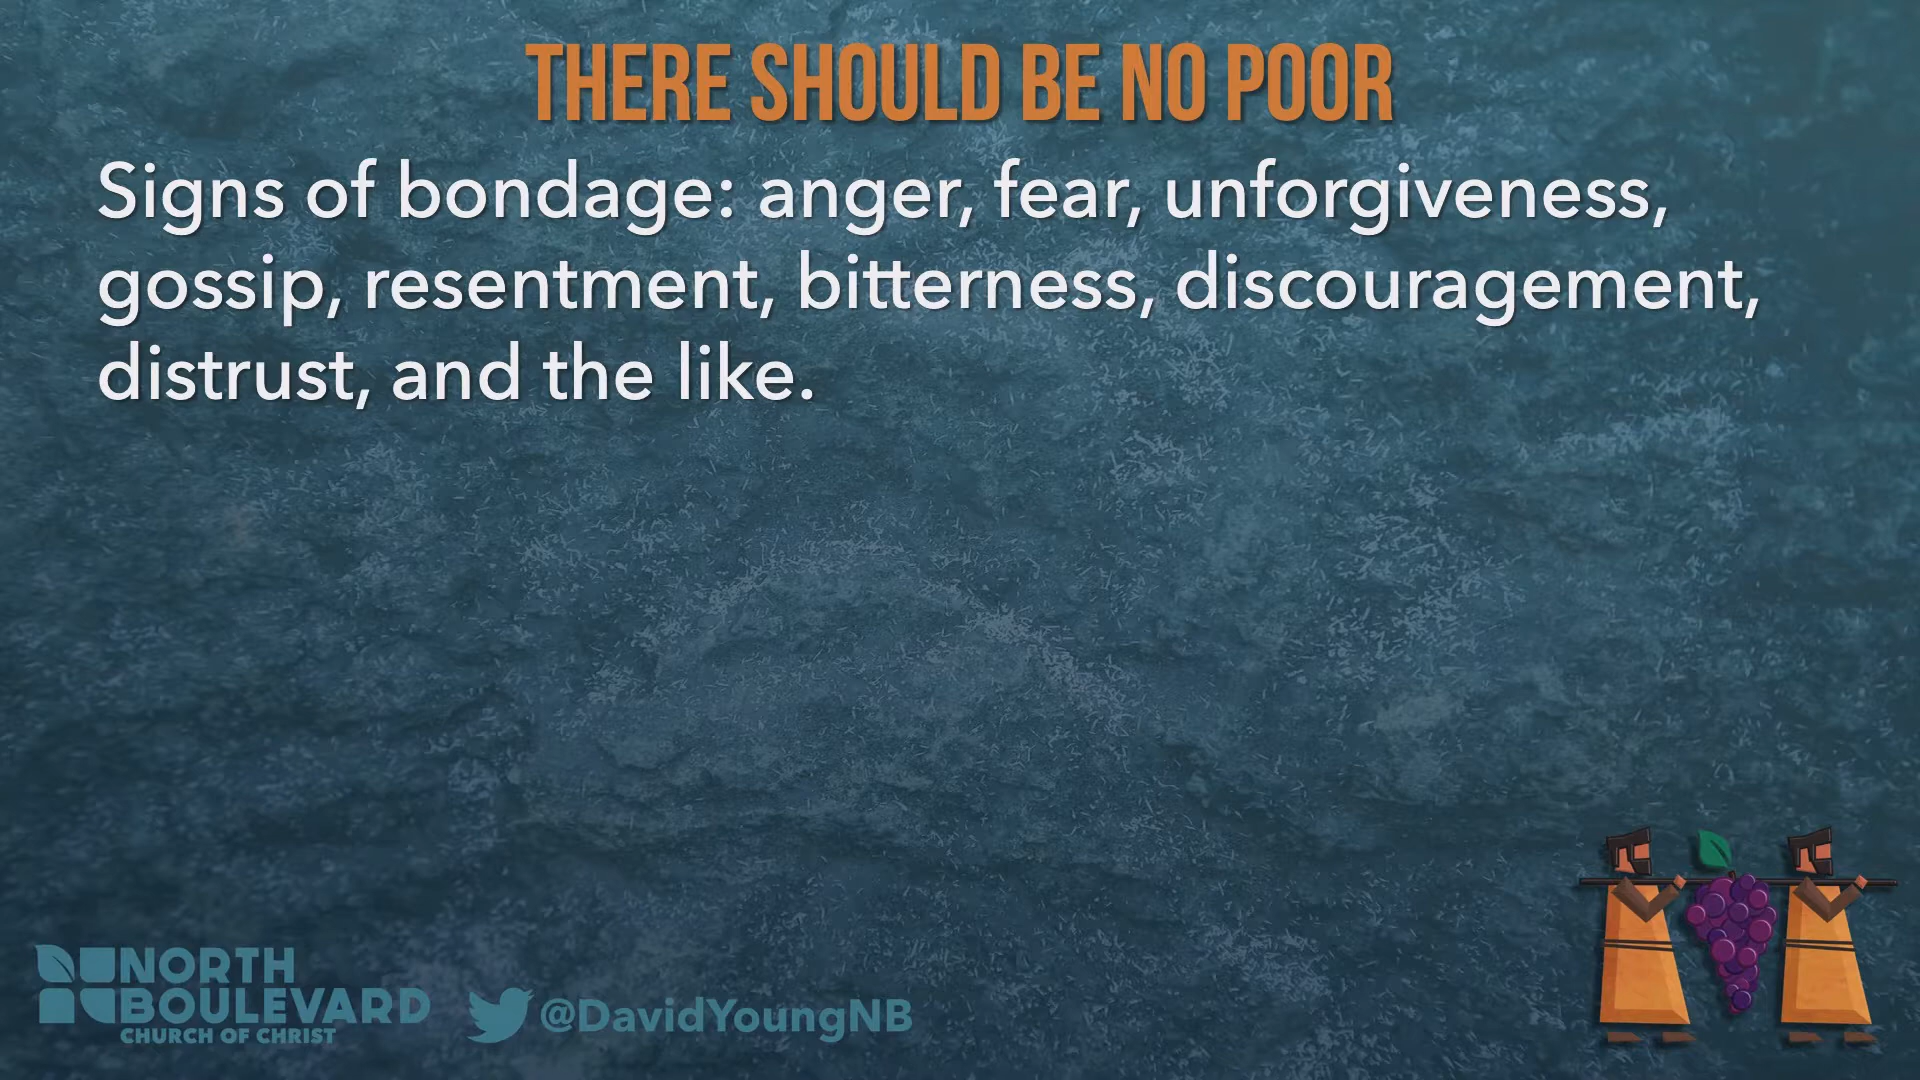 THERE SHOULD BE NO POOR
Signs of bondage: anger, fear, unforgiveness,
gossip, resentment, bitterness, discouragement,
distrust, and the like.
NORTH
BOULEVARD
CHURCH OF CHRIST
@DavidYoungNB